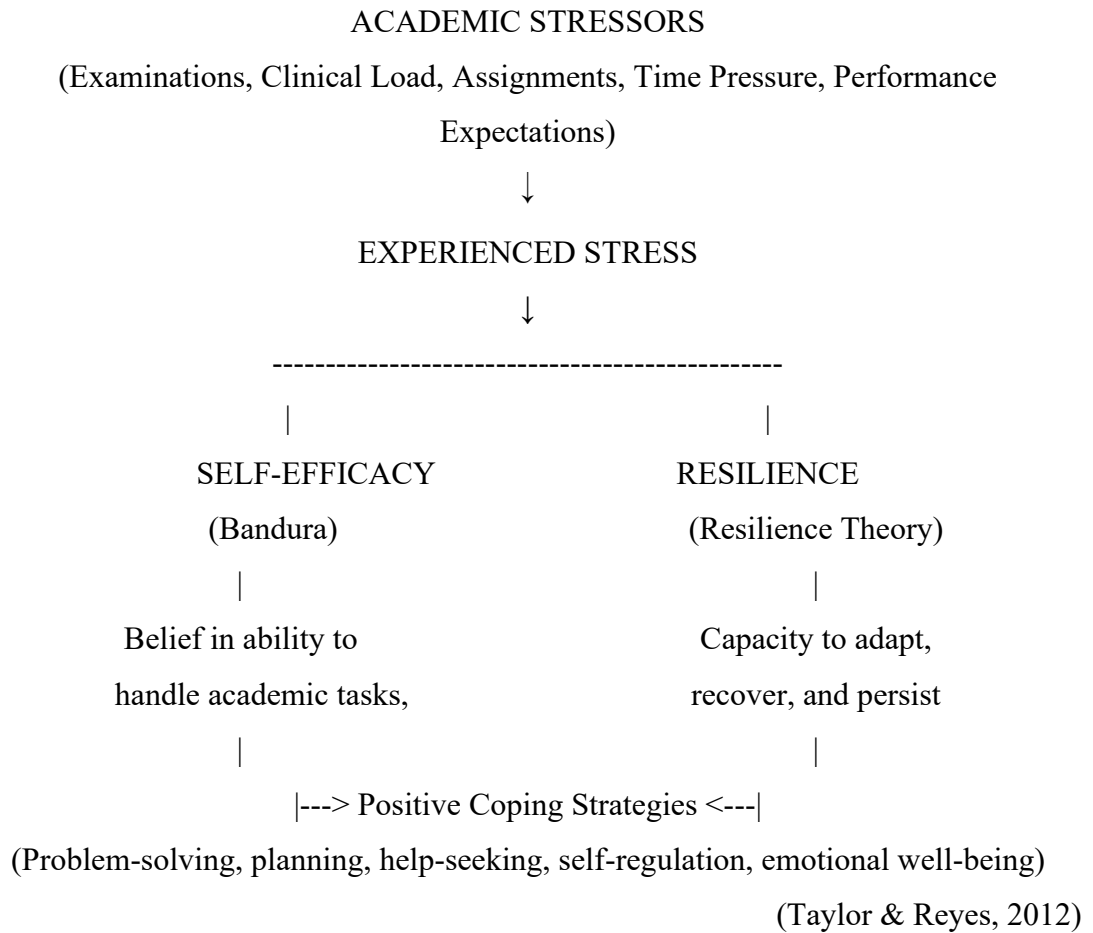 ACADEMIC STRESSORS
(Examinations, Clinical Load, Assignments, Time Pressure, Performance
Expectations)
↓
EXPERIENCED STRESS
↓
------------------------------------------------
| |
SELF-EFFICACY RESILIENCE
(Bandura) (Resilience Theory)
| |
Belief in ability to Capacity to adapt,
handle academic tasks, recover, and persist
| |
|---> Positive Coping Strategies <---|
(Problem-solving, planning, help-seeking, self-regulation, emotional well-being)
(Taylor & Reyes, 2012)